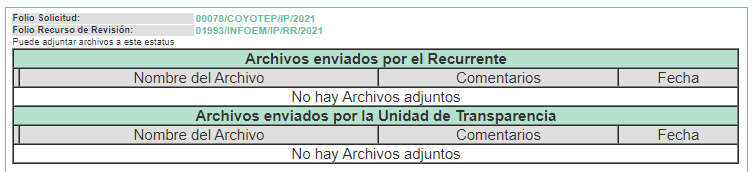 Folio Solicitud: 00078/COYOTEP/IP/2021
Folio Recurso de Revisión: 01993/INFOEM/IP/RR/2021
Puede adjuntar archivos a este estatus
Archivos enviados por el Recurrente
Nombre del Archivo Comentarios Fecha
No hay Archivos adjuntos
Archivos enviados por la Unidad de Transparencia
Nombre del Archivo Comentarios Fecha
No hay Archivos adjuntos